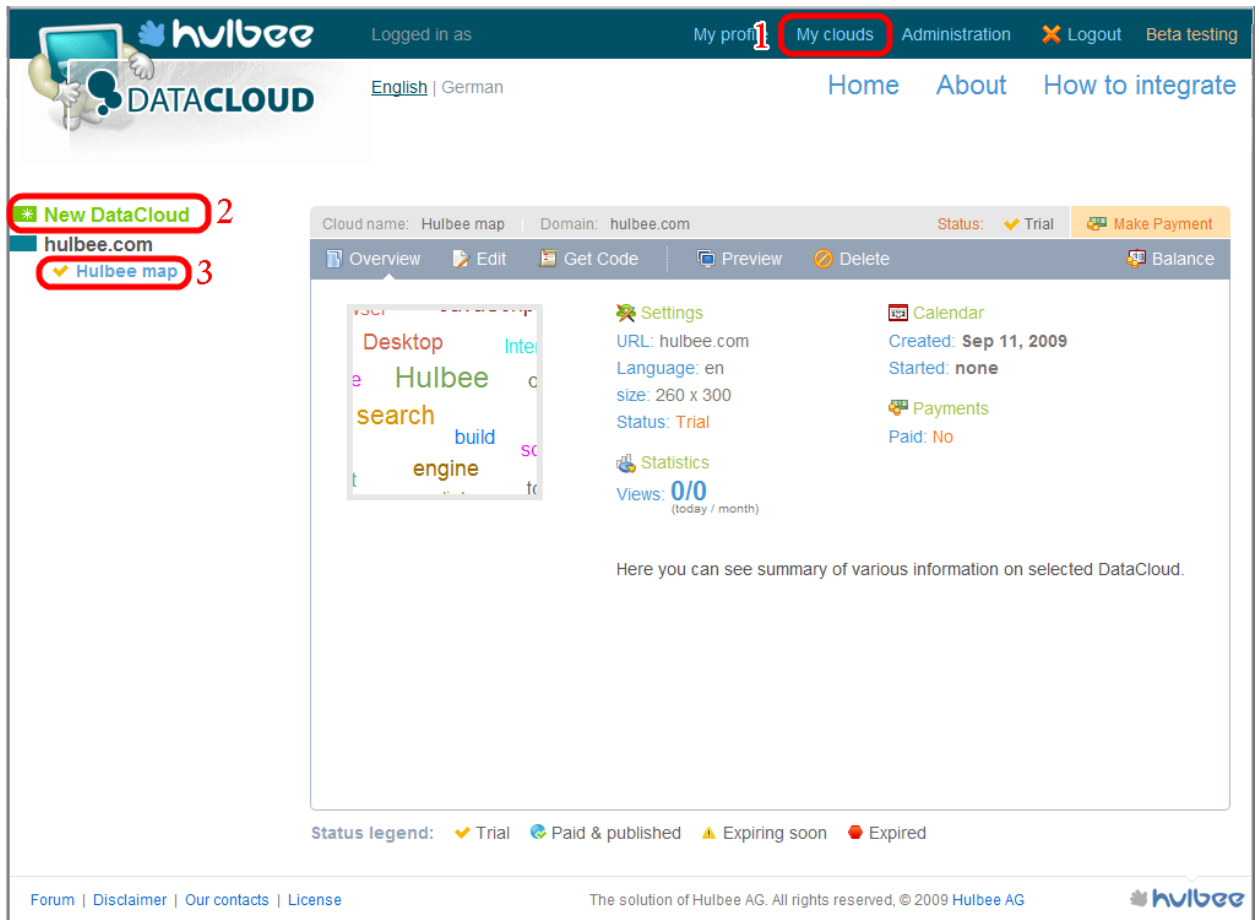 hulbee Logged in as My profile 1 My clouds Administration Logout Beta testing
DATACLOUD English | German Home About How to integrate
New DataCloud 2
hulbee.com
Hulbee map 3
Cloud name: Hulbee map Domain: hulbee.com Status: Trial Make Payment
Overview Edit Get Code Preview Delete Balance
Desktop
Hulbee
search
build
engine
Settings
URL: hulbee.com
Language: en
size: 260 x 300
Status: Trial
Statistics
Views: 0/0
(today / month)
Calendar
Created: Sep 11, 2009
Started: none
Payments
Paid: No
Here you can see summary of various information on selected DataCloud.
Status legend: Trial Paid & published Expiring soon Expired
Forum | Disclaimer | Our contacts | License The solution of Hulbee AG. All rights reserved, © 2009 Hulbee AG hulbee